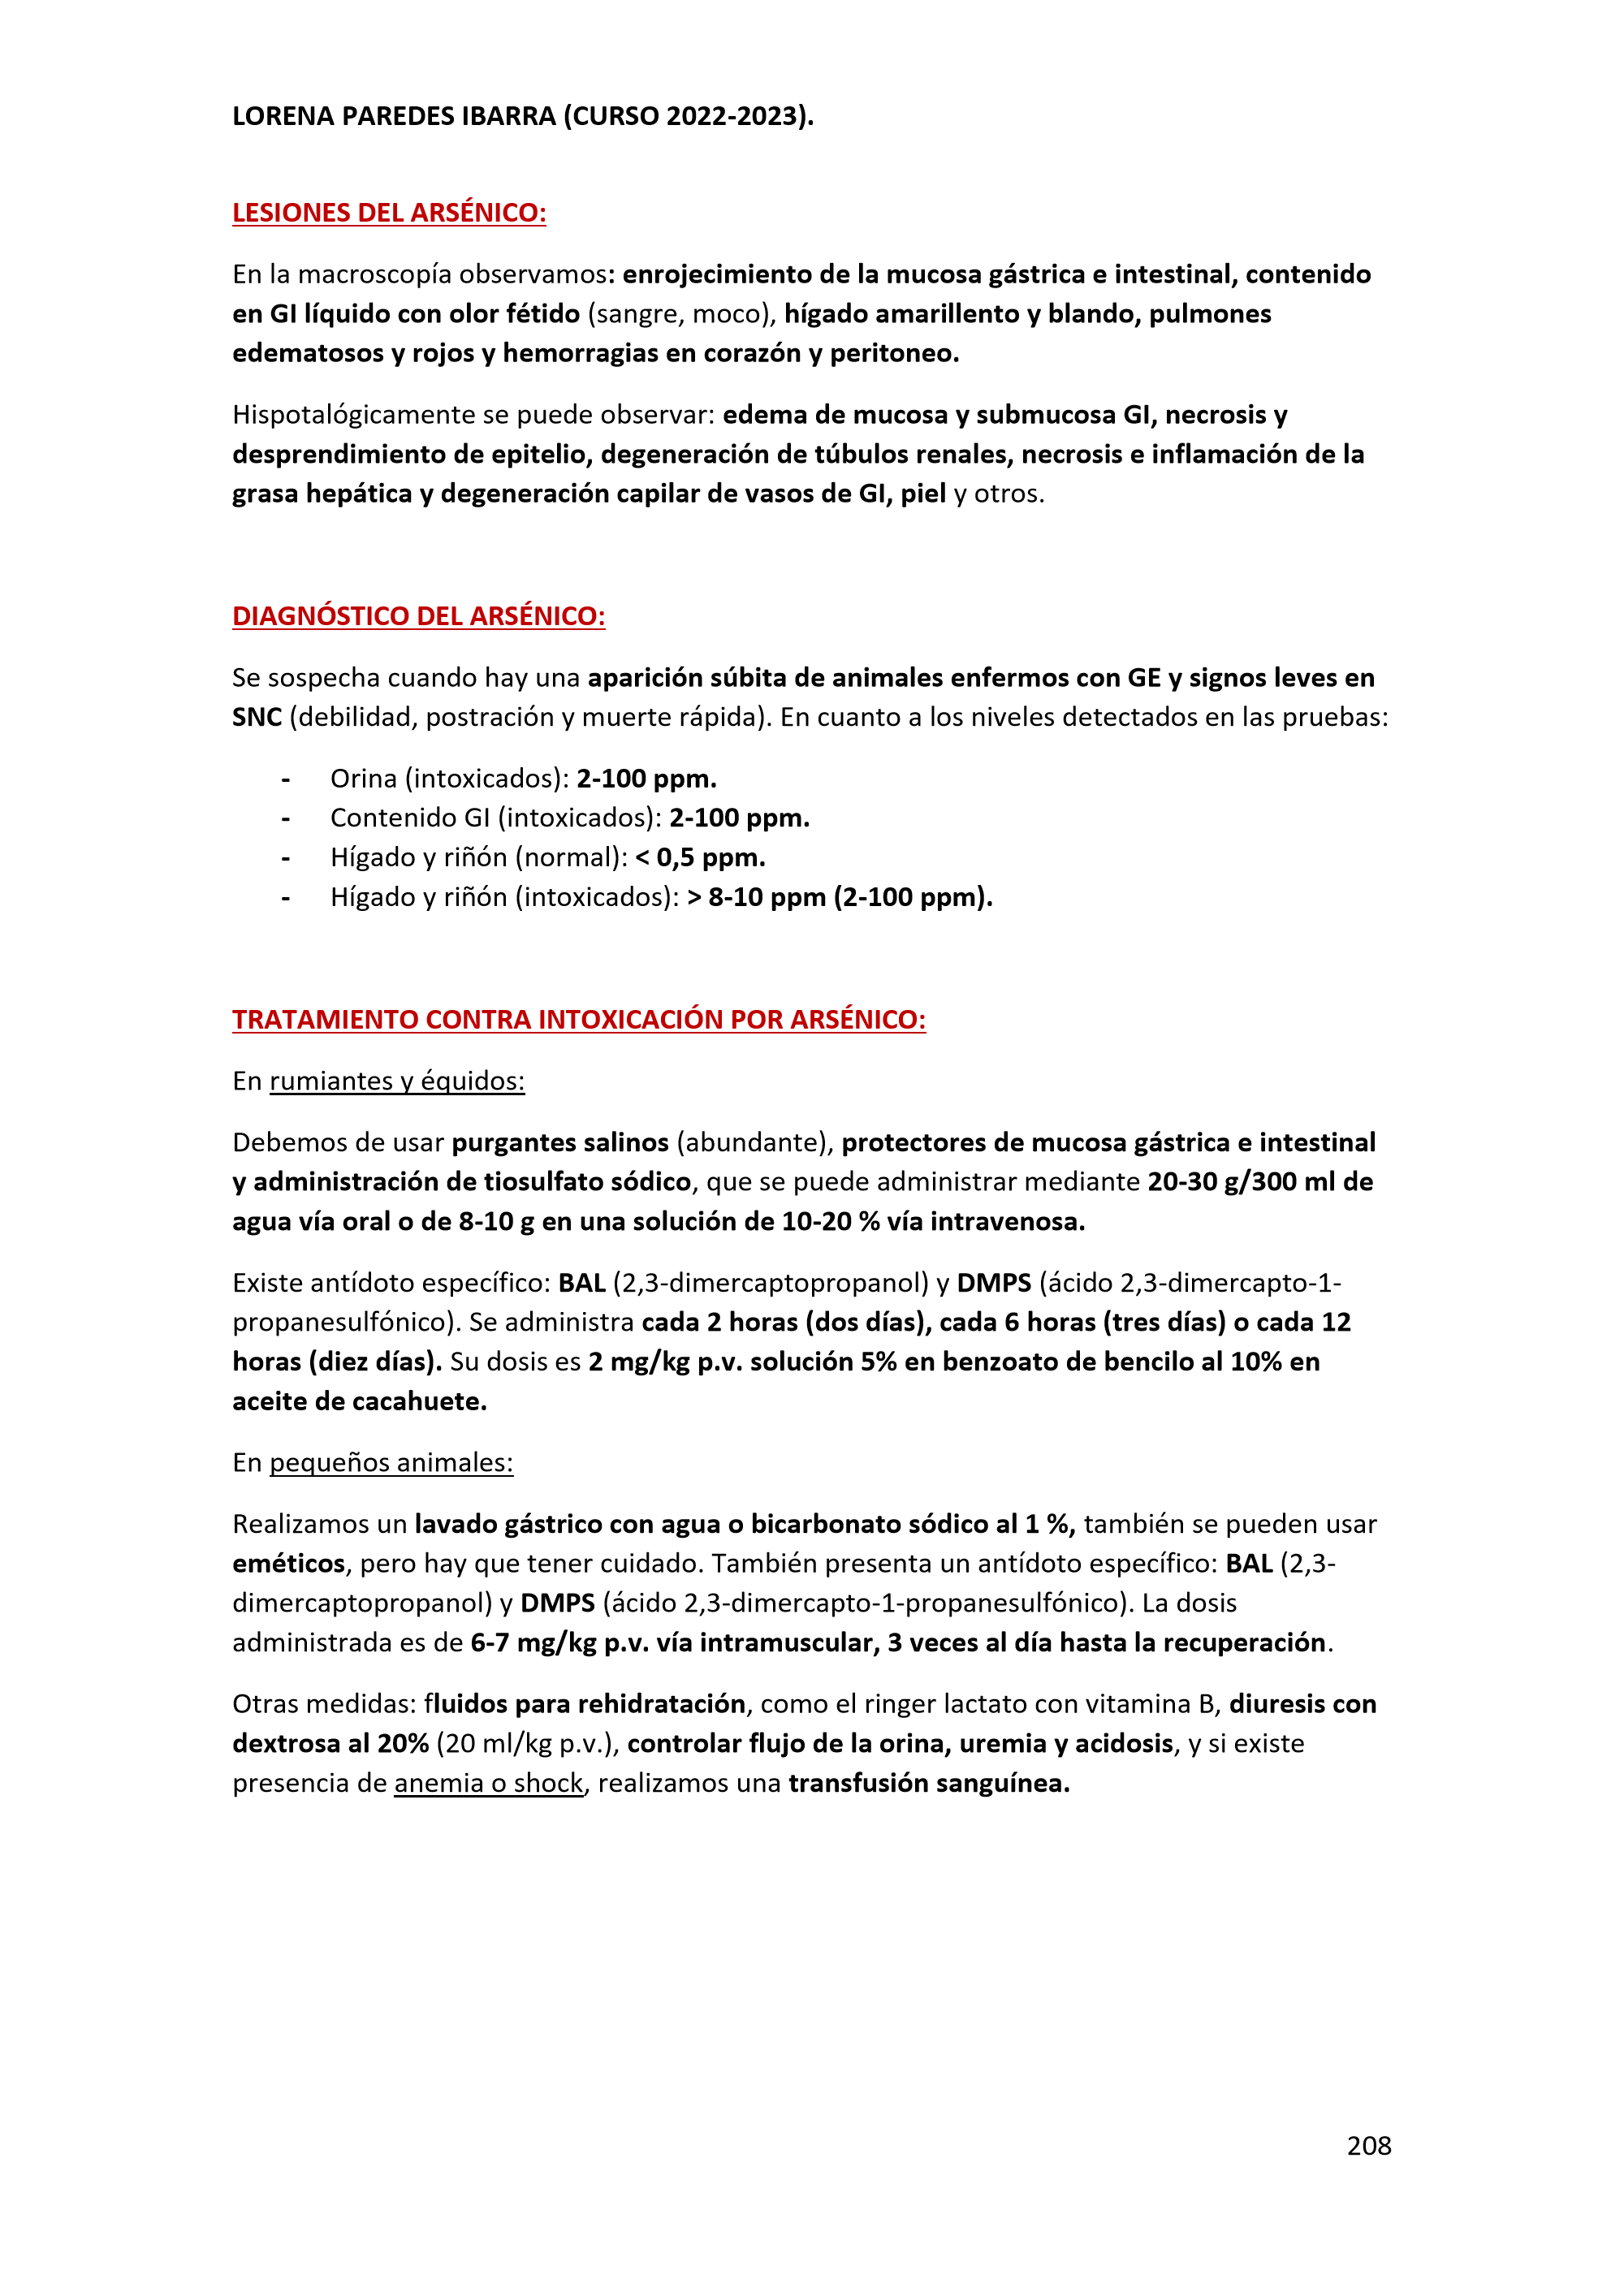 LORENA PAREDES IBARRA (CURSO 2022-2023).
LESIONES DEL ARSÉNICO:
En la macroscopía observamos: enrojecimiento de la mucosa gástrica e intestinal, contenido
en GI líquido con olor fétido (sangre, moco), hígado amarillento y blando, pulmones
edematosos y rojos y hemorragias en corazón y peritoneo.
Hispotalógicamente se puede observar: edema de mucosa y submucosa GI, necrosis y
desprendimiento de epitelio, degeneración de túbulos renales, necrosis e inflamación de la
grasa hepática y degeneración capilar de vasos de GI, piel y otros.
DIAGNÓSTICO DEL ARSÉNICO:
Se sospecha cuando hay una aparición súbita de animales enfermos con GE y signos leves en
SNC (debilidad, postración y muerte rápida). En cuanto a los niveles detectados en las pruebas:
- Orina (intoxicados): 2-100 ppm.
- Contenido GI (intoxicados): 2-100 ppm.
- Hígado y riñón (normal): < 0,5 ppm.
- Hígado y riñón (intoxicados): > 8-10 ppm (2-100 ppm).
TRATAMIENTO CONTRA INTOXICACIÓN POR ARSÉNICO:
En rumiantes y équidos:
Debemos de usar purgantes salinos (abundante), protectores de mucosa gástrica e intestinal
y administración de tiosulfato sódico, que se puede administrar mediante 20-30 g/300 ml de
agua vía oral o de 8-10 g en una solución de 10-20 % vía intravenosa.
Existe antídoto específico: BAL (2,3-dimercaptopropanol) y DMPS (ácido 2,3-dimercapto-1-
propanesulfónico). Se administra cada 2 horas (dos días), cada 6 horas (tres días) o cada 12
horas (diez días). Su dosis es 2 mg/kg p.v. solución 5% en benzoato de bencilo al 10% en
aceite de cacahuete.
En pequeños animales:
Realizamos un lavado gástrico con agua o bicarbonato sódico al 1 %, también se pueden usar
eméticos, pero hay que tener cuidado. También presenta un antídoto específico: BAL (2,3-
dimercaptopropanol) y DMPS (ácido 2,3-dimercapto-1-propanesulfónico). La dosis
administrada es de 6-7 mg/kg p.v. vía intramuscular, 3 veces al día hasta la recuperación.
Otras medidas: fluidos para rehidratación, como el ringer lactato con vitamina B, diuresis con
dextrosa al 20% (20 ml/kg p.v.), controlar flujo de la orina, uremia y acidosis, y si existe
presencia de anemia o shock, realizamos una transfusión sanguínea.
208